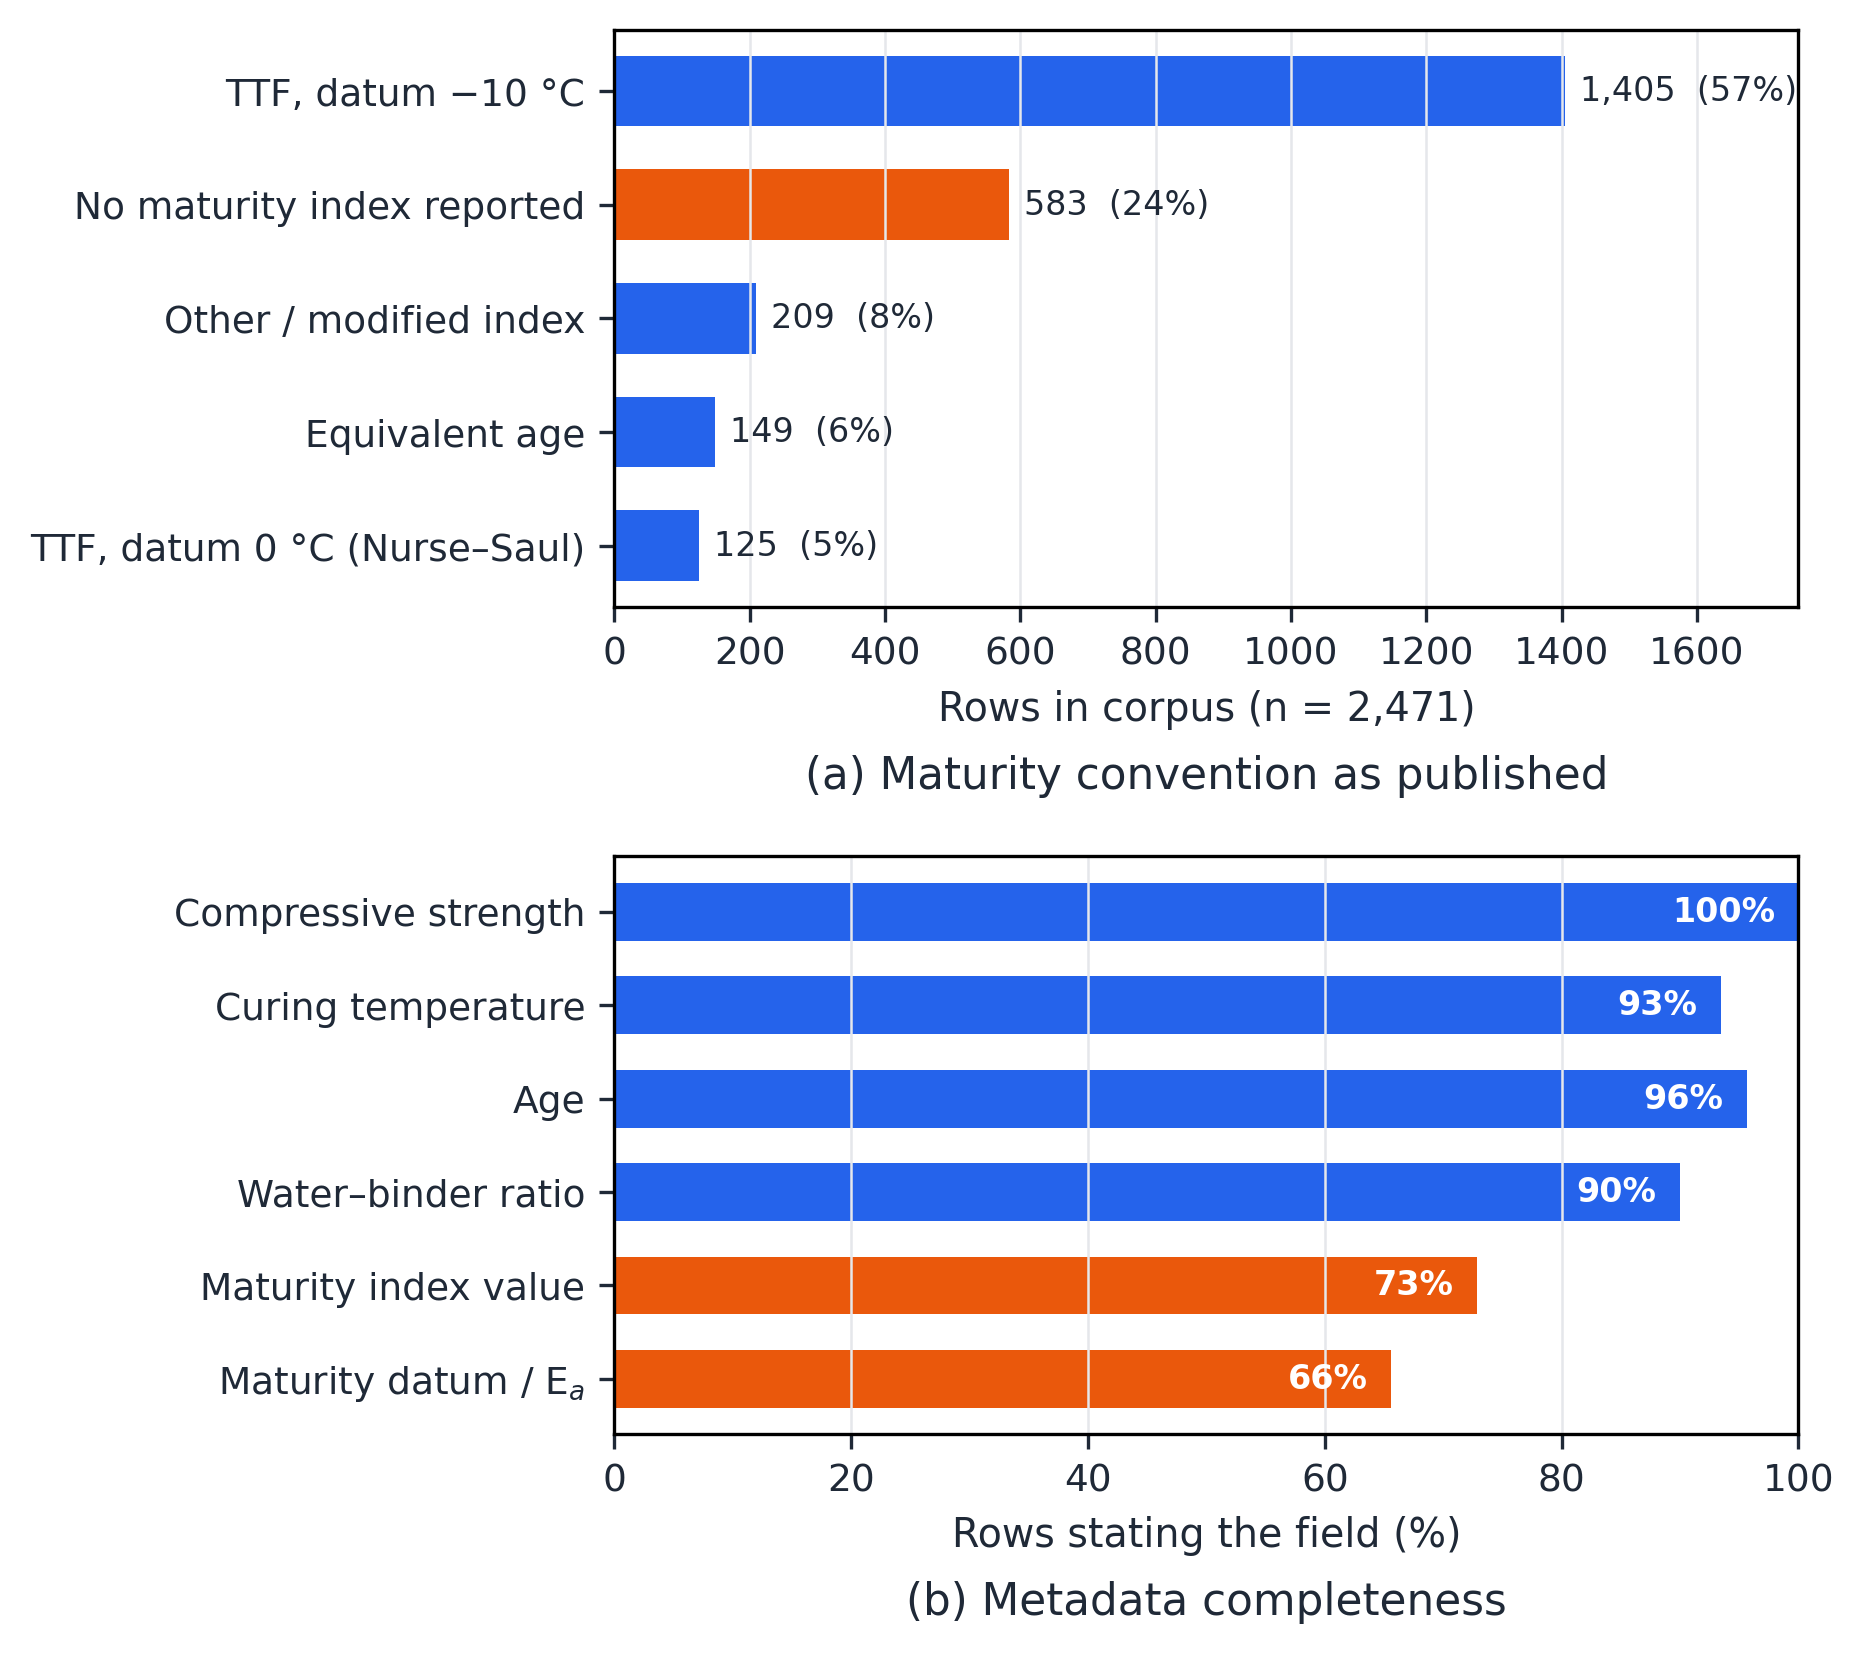 TTF, datum −10 °C 1,405 (57%)
No maturity index reported 583 (24%)
Other / modified index 209 (8%)
Equivalent age 149 (6%)
TTF, datum 0 °C (Nurse–Saul) 125 (5%)
0 200 400 600 800 1000 1200 1400 1600
Rows in corpus (n = 2,471)
(a) Maturity convention as published
Compressive strength 100%
Curing temperature 93%
Age 96%
Water–binder ratio 90%
Maturity index value 73%
Maturity datum / Eₐ 66%
0 20 40 60 80 100
Rows stating the field (%)
(b) Metadata completeness